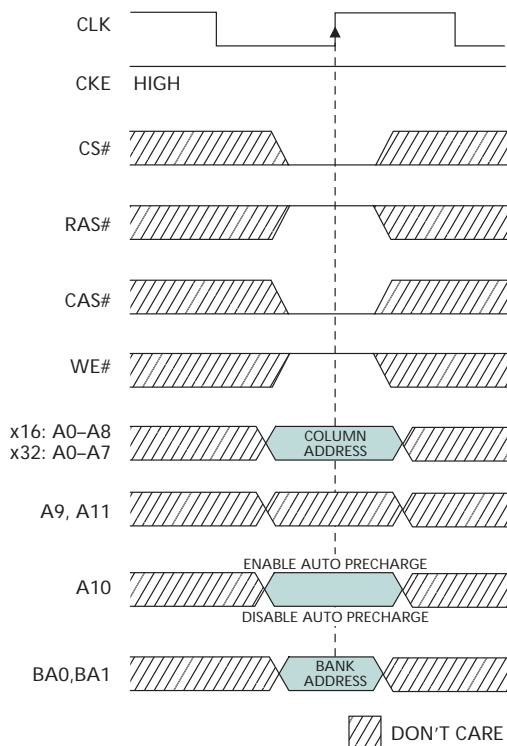 CLK
CKE HIGH
CS#
RAS#
CAS#
WE#
x16: A0–A8
x32: A0–A7
COLUMN
ADDRESS
A9, A11
ENABLE AUTO PRECHARGE
A10
DISABLE AUTO PRECHARGE
BA0,BA1
BANK
ADDRESS
DON'T CARE